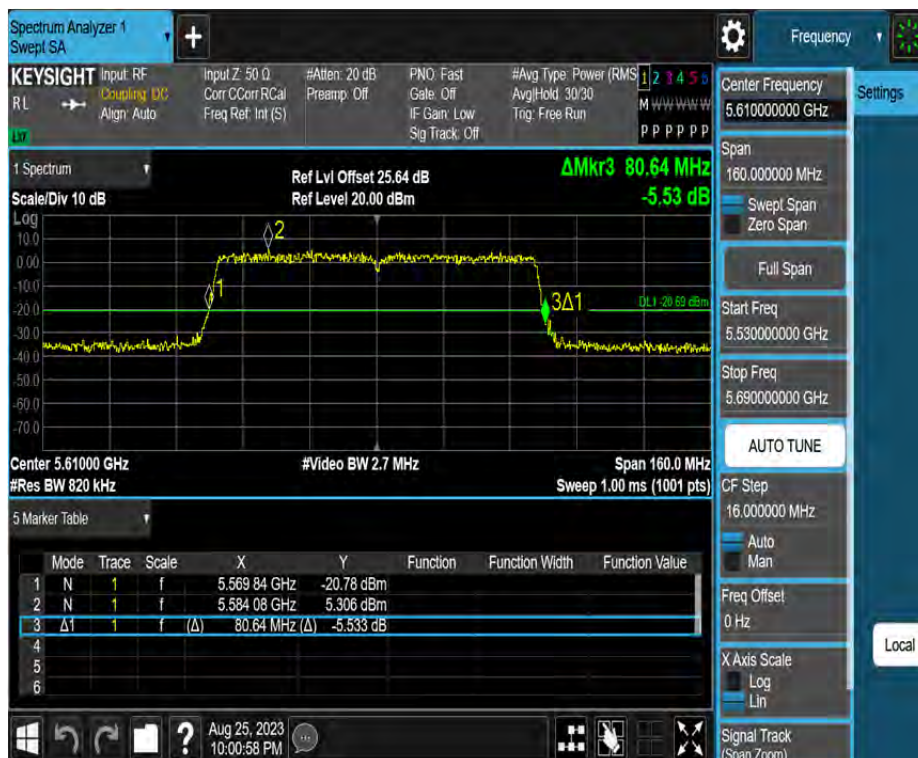 Spectrum Analyzer 1
Swept SA
+
Frequency
KEYSIGHT
RL
LXI
Input: RF
Coupling: DC
Align: Auto
Input Z: 50 Ω
Corr CCorr RCal
Freq Ref: Int (S)
#Atten: 20 dB
Preamp: Off
PNO: Fast
Gate: Off
IF Gain: Low
Sig Track: Off
#Avg Type: Power (RMS
Avg|Hold: 30/30
Trig: Free Run
1 2 3 4 5 6
M W W W W W
P P P P P P
1 Spectrum
Scale/Div 10 dB
Ref Lvl Offset 25.64 dB
Ref Level 20.00 dBm
ΔMkr3 80.64 MHz
-5.53 dB
Log
10.0
0.00
-10.0
-20.0
-30.0
-40.0
-50.0
-60.0
-70.0
2
1
3Δ1
DL1 -20.69 dBm
Center 5.61000 GHz
#Video BW 2.7 MHz
Span 160.0 MHz
#Res BW 820 kHz
Sweep 1.00 ms (1001 pts)
5 Marker Table
Mode Trace Scale X Y Function Function Width Function Value
1 N 1 f 5.569 84 GHz -20.78 dBm
2 N 1 f 5.584 08 GHz 5.306 dBm
3 Δ1 1 f (Δ) 80.64 MHz (Δ) -5.533 dB
4
5
6
Aug 25, 2023
10:00:58 PM
?
Center Frequency
5.610000000 GHz
Span
160.000000 MHz
Swept Span
Zero Span
Full Span
Start Freq
5.530000000 GHz
Stop Freq
5.690000000 GHz
AUTO TUNE
CF Step
16.000000 MHz
Auto
Man
Freq Offset
0 Hz
X Axis Scale
Log
Lin
Signal Track
(Span Zoom)
Settings
Local